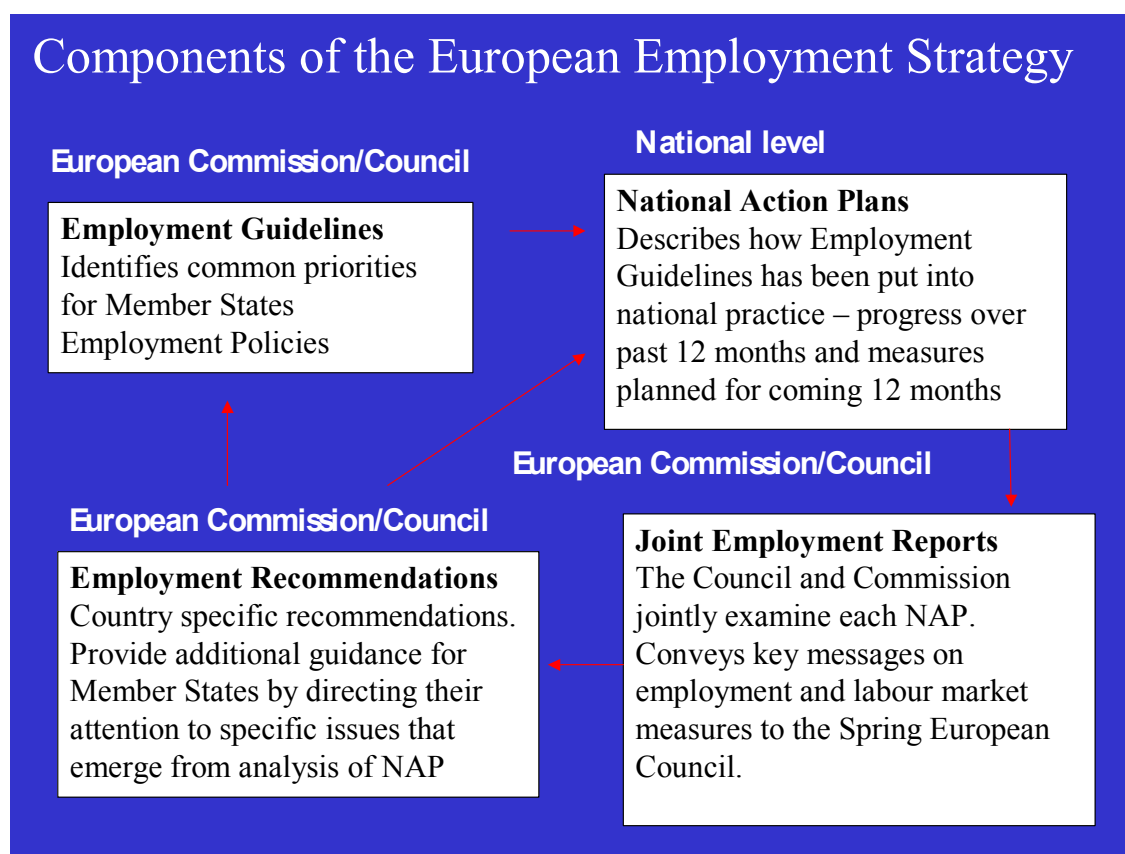 Components of the European Employment Strategy
European Commission/Council
Employment Guidelines
Identifies common priorities
for Member States
Employment Policies
National level
National Action Plans
Describes how Employment
Guidelines has been put into
national practice – progress over
past 12 months and measures
planned for coming 12 months
European Commission/Council
Joint Employment Reports
The Council and Commission
jointly examine each NAP.
Conveys key messages on
employment and labour market
measures to the Spring European
Council.
European Commission/Council
Employment Recommendations
Country specific recommendations.
Provide additional guidance for
Member States by directing their
attention to specific issues that
emerge from analysis of NAP